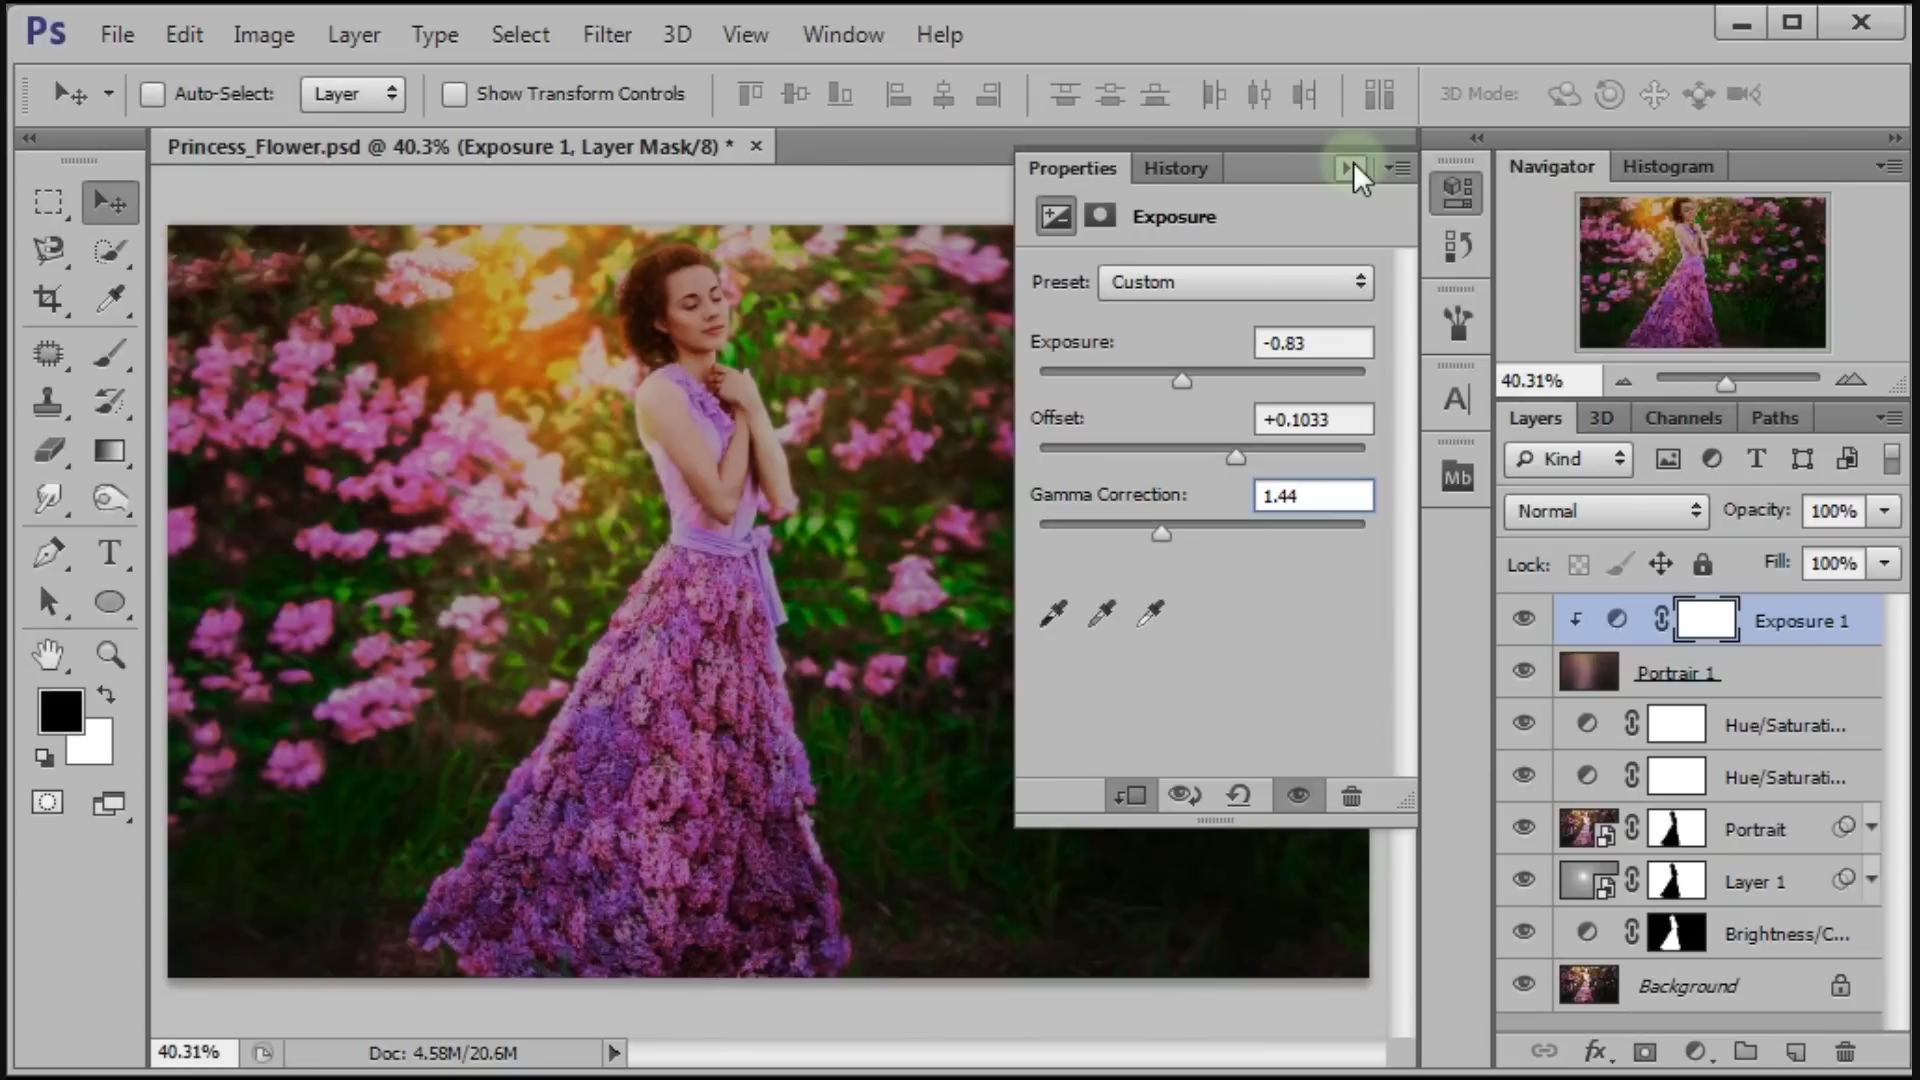 Ps File Edit Image Layer Type Select Filter 3D View Window Help
Auto-Select: Layer Show Transform Controls 3D Mode:
Princess_Flower.psd @ 40.3% (Exposure 1, Layer Mask/8) *
Properties History
Exposure
Preset: Custom
Exposure: -0.83
Offset: +0.1033
Gamma Correction: 1.44
A
Mb
Navigator Histogram
40.31%
Layers 3D Channels Paths
Kind T
Normal Opacity: 100%
Lock: Fill: 100%
Exposure 1
Portrair 1
Hue/Saturati...
Hue/Saturati...
Portrait
Layer 1
Brightness/C...
Background
fx
T
40.31% Doc: 4.58M/20.6M